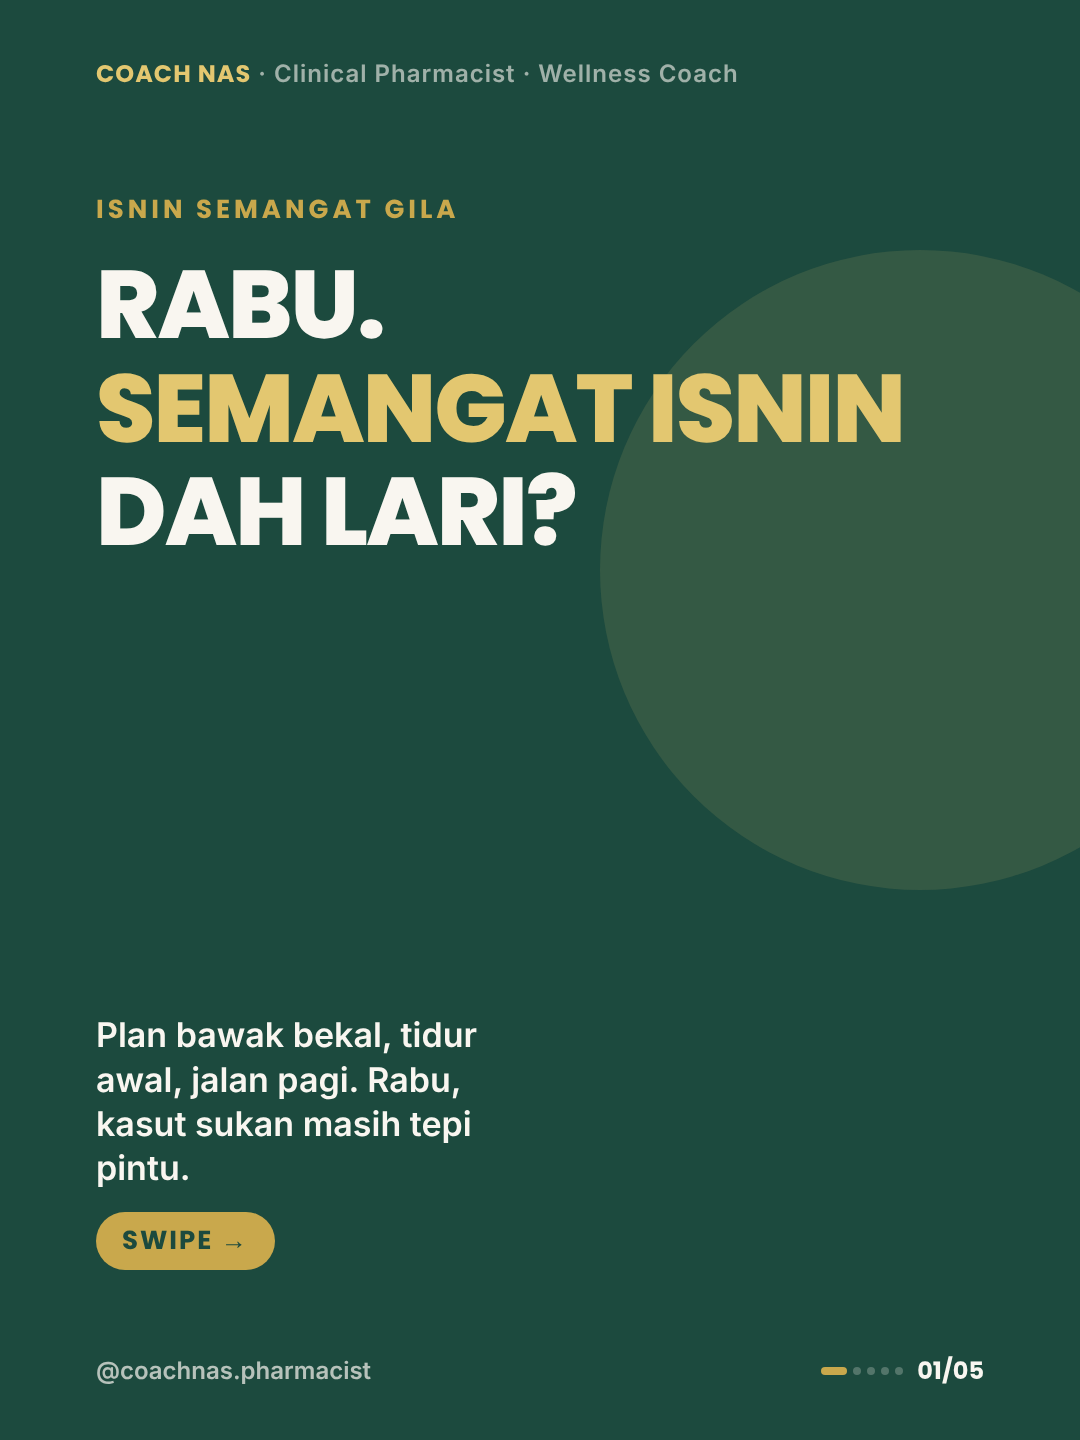 COACH NAS · Clinical Pharmacist · Wellness Coach
ISNIN SEMANGAT GILA
RABU.
SEMANGAT ISNIN
DAH LARI?
Plan bawak bekal, tidur
awal, jalan pagi. Rabu,
kasut sukan masih tepi
pintu.
SWIPE →
@coachnas.pharmacist
01/05